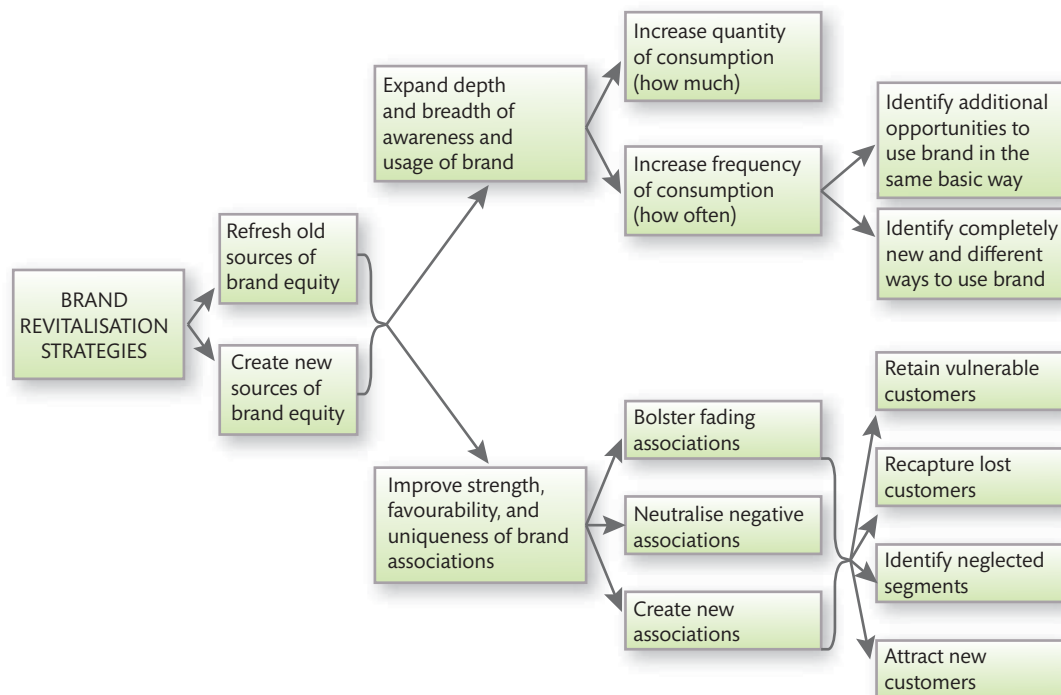 BRAND
REVITALISATION
STRATEGIES
Refresh old
sources of
brand equity
Create new
sources of
brand equity
Expand depth
and breadth of
awareness and
usage of brand
Improve strength,
favourability, and
uniqueness of brand
associations
Increase quantity
of consumption
(how much)
Increase frequency
of consumption
(how often)
Identify additional
opportunities to
use brand in the
same basic way
Identify completely
new and different
ways to use brand
Bolster fading
associations
Neutralise negative
associations
Create new
associations
Retain vulnerable
customers
Recapture lost
customers
Identify neglected
segments
Attract new
customers